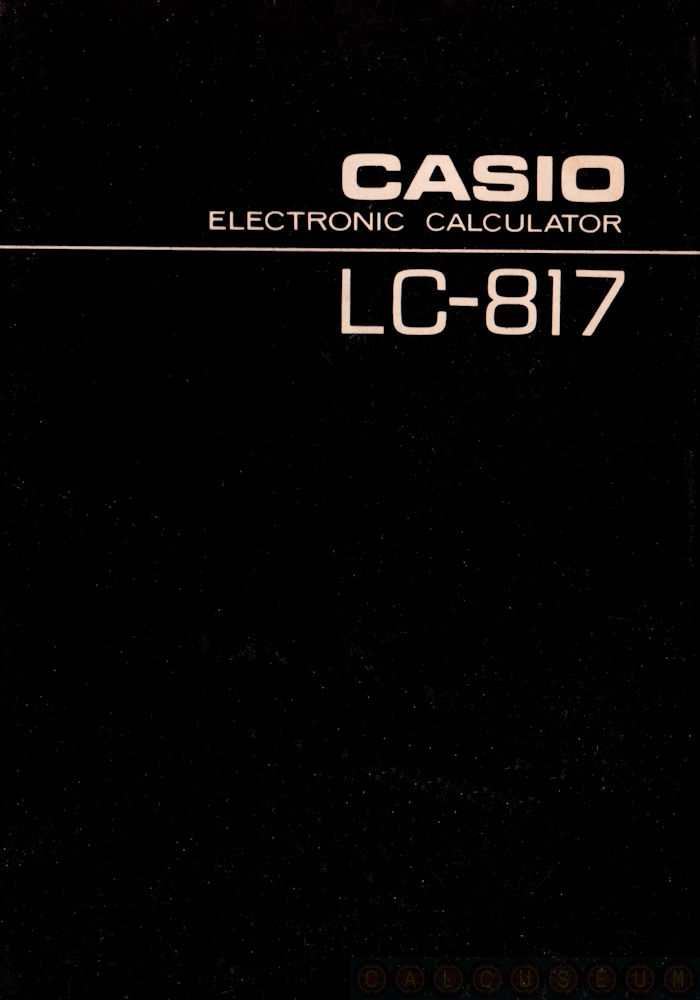 CASIO
ELECTRONIC CALCULATOR
LC-817
CALCUSEUM